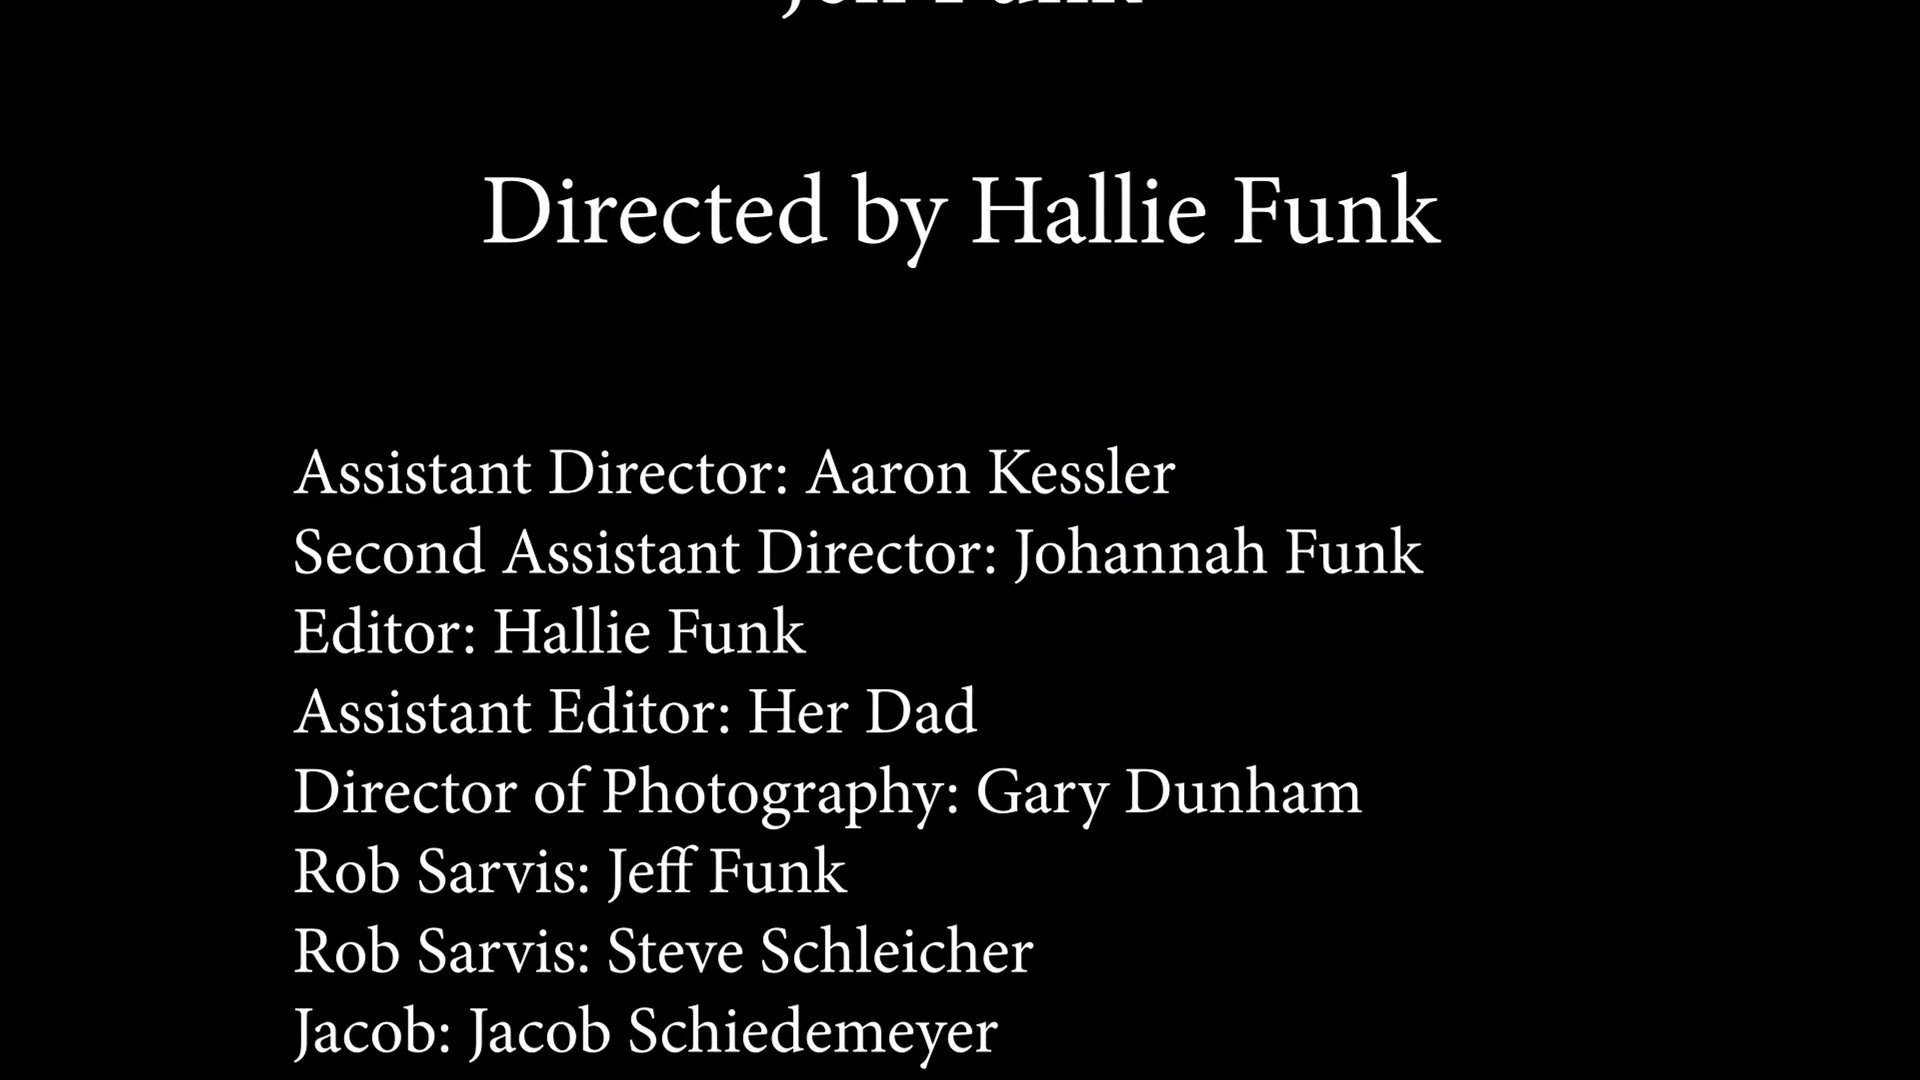 Funk
Directed by Hallie Funk
Assistant Director: Aaron Kessler
Second Assistant Director: Johannah Funk
Editor: Hallie Funk
Assistant Editor: Her Dad
Director of Photography: Gary Dunham
Rob Sarvis: Jeff Funk
Rob Sarvis: Steve Schleicher
Jacob: Jacob Schiedemeyer